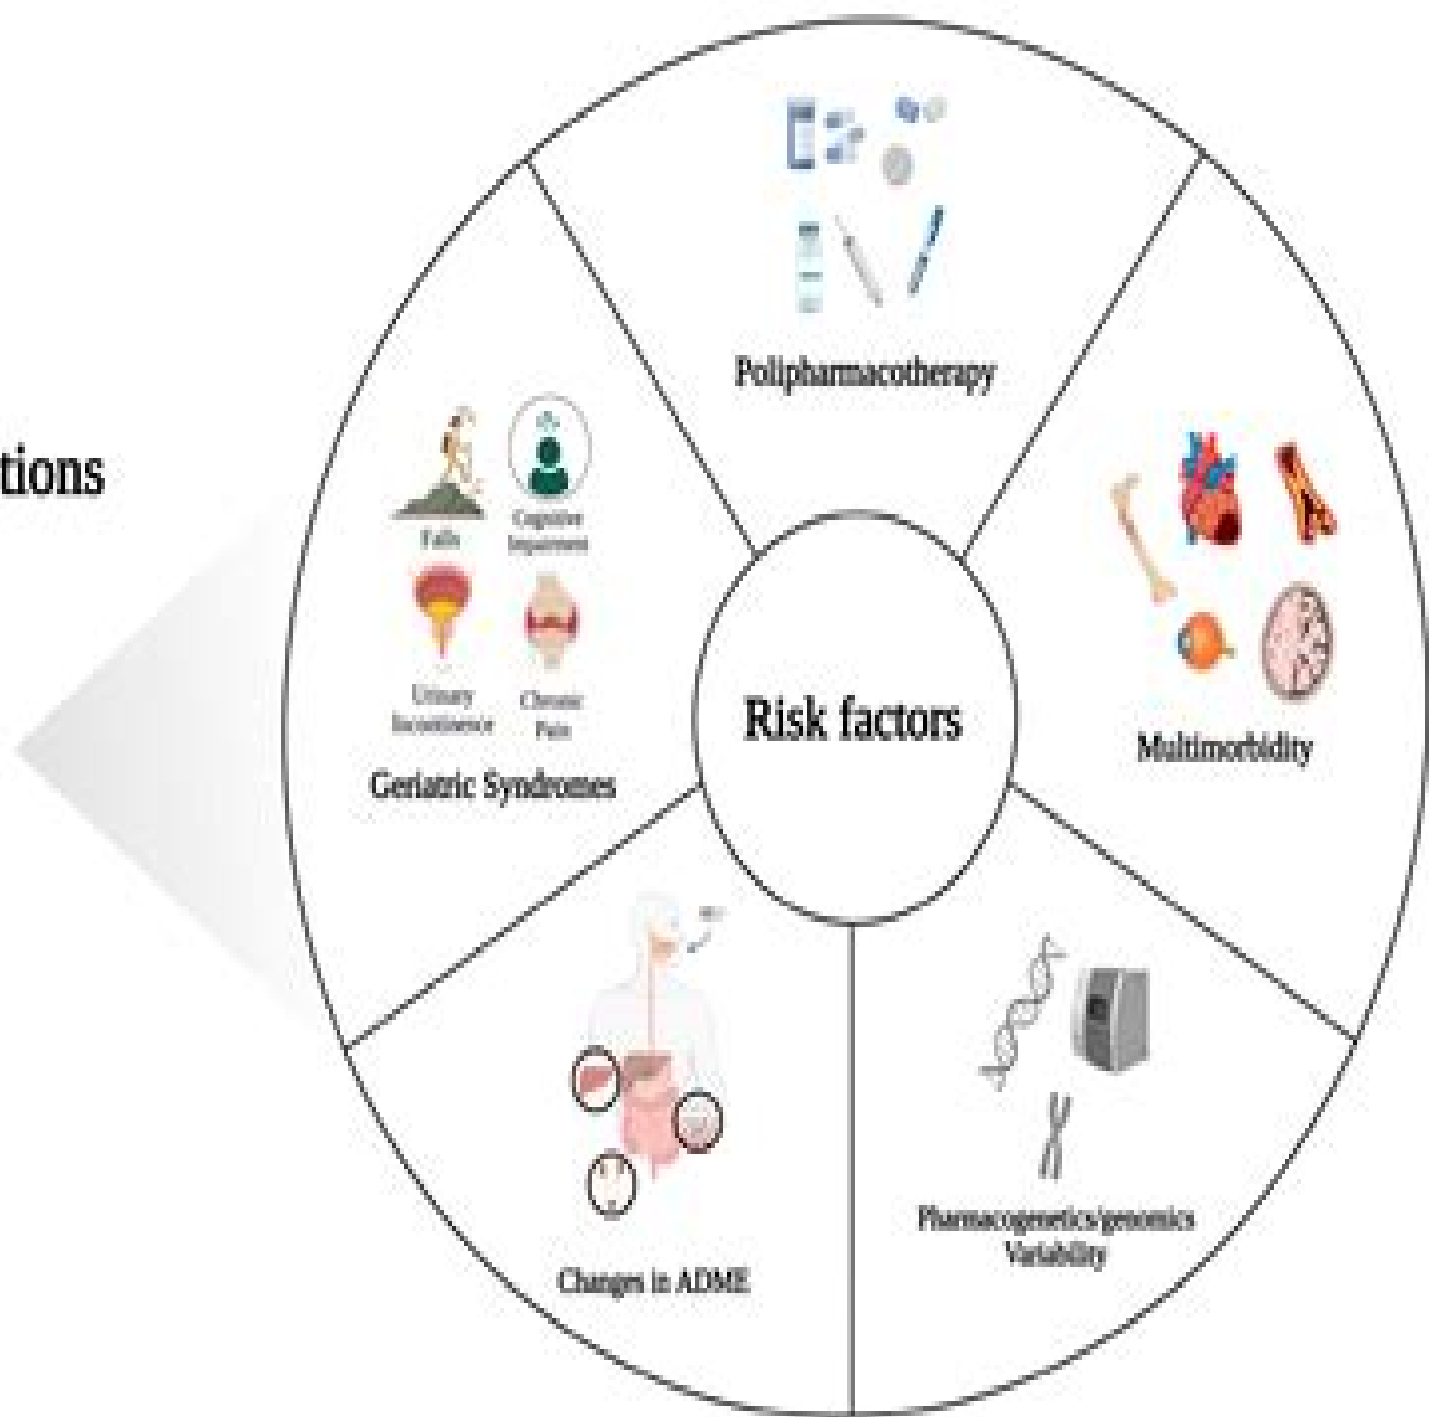 tions
Polipharmacotherapy
Falls
Cognitive
Impairment
Urinary
Incontinence
Chronic
Pain
Geriatric Syndromes
Risk factors
Multimorbidity
Changes in ADME
Pharmacogenetics/genomics
Variability